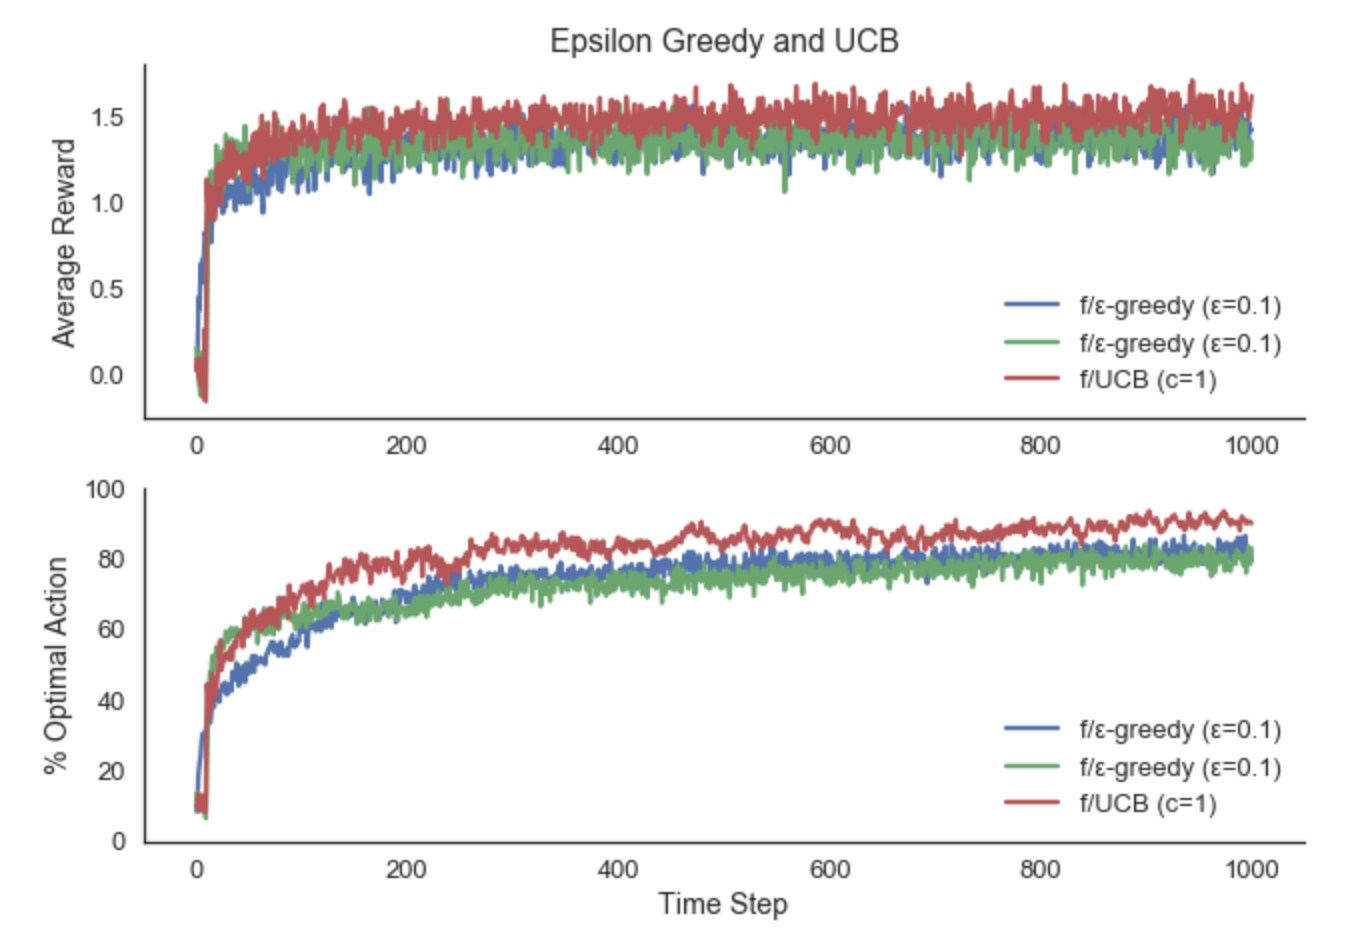 Epsilon Greedy and UCB
Average Reward
1.5
1.0
0.5
0.0
f/ε-greedy (ε=0.1)
f/ε-greedy (ε=0.1)
f/UCB (c=1)
0 200 400 600 800 1000
% Optimal Action
100
80
60
40
20
0
f/ε-greedy (ε=0.1)
f/ε-greedy (ε=0.1)
f/UCB (c=1)
0 200 400 600 800 1000
Time Step